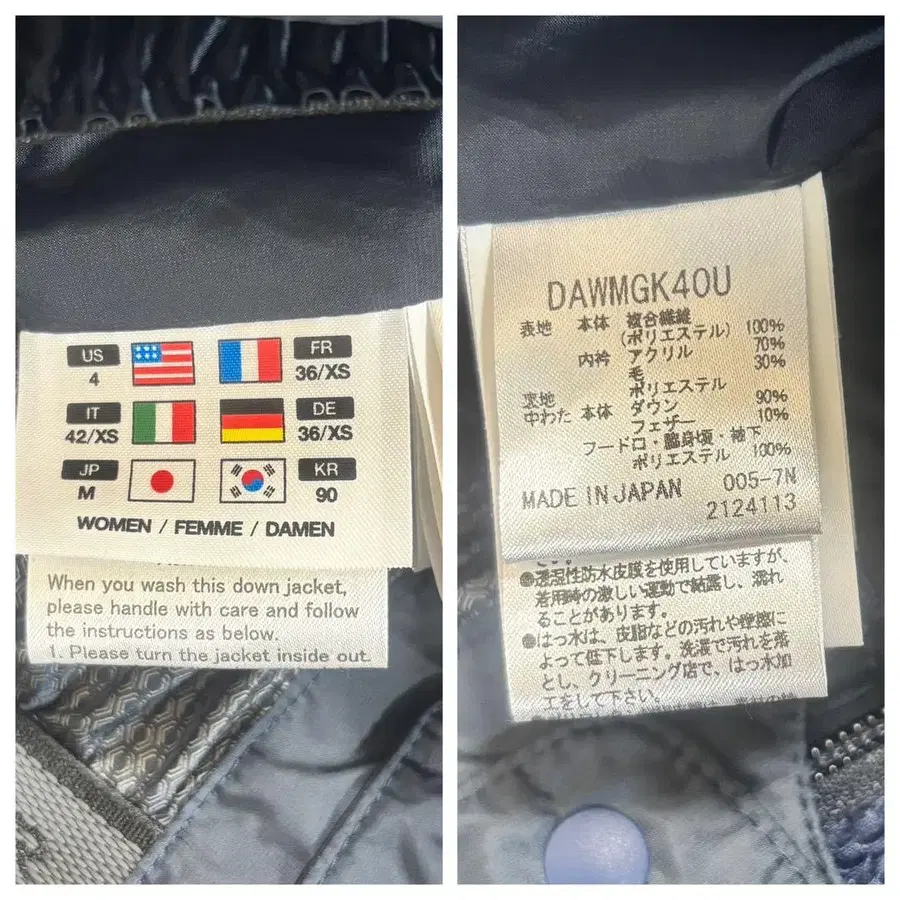 US
4
FR
36/XS
IT
42/XS
DE
36/XS
JP
M
KR
90
WOMEN / FEMME / DAMEN
When you wash this down jacket,
please handle with care and follow
the instructions as below.
1. Please turn the jacket inside out.
DAWMGK40U
表地 本体 複合繊維
(ポリエステル) 100%
内衿 アクリル 70%
毛 30%
裏地 ポリエステル
中わた 本体 ダウン 90%
フェザー 10%
フードロ・脇身頃・袖下
ポリエステル 100%
MADE IN JAPAN 005-7N
2124113
●透湿性防水皮膜を使用していますが、
着用時の激しい運動で結露し、濡れ
ることがあります。
●はっ水は、皮脂などの汚れや摩擦に
よって低下します。洗濯で汚れを落
とし、クリーニング店で、はっ水加
工をして下さい。